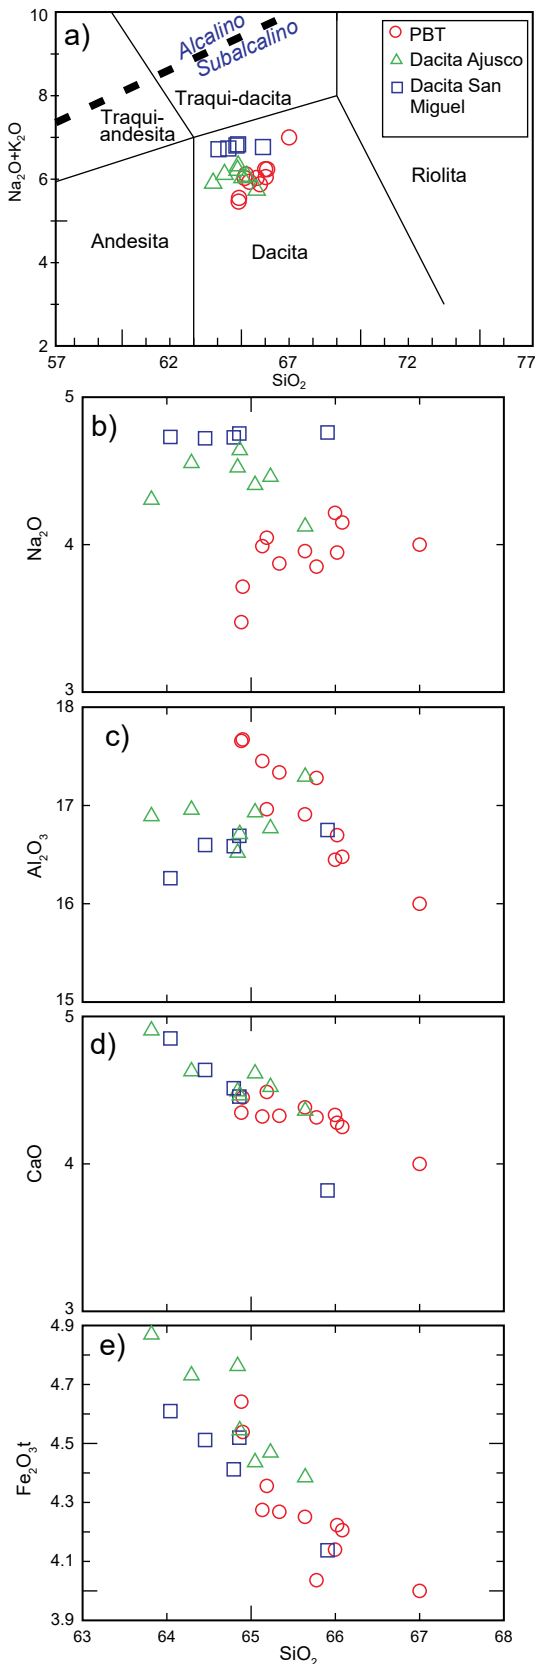 a)
Alcalino
Subalcalino
PBT
Dacita Ajusco
Dacita San
Miguel
Traqui-dacita
Traqui-
andesita
Riolita
Andesita
Dacita
Na₂O+K₂O
10
8
6
4
2
57
62
67
72
77
SiO₂
b)
Na₂O
5
4
3
c)
Al₂O₃
18
17
16
15
d)
CaO
5
4
3
e)
Fe₂O₃t
4.9
4.7
4.5
4.3
4.1
3.9
63
64
65
66
67
68
SiO₂